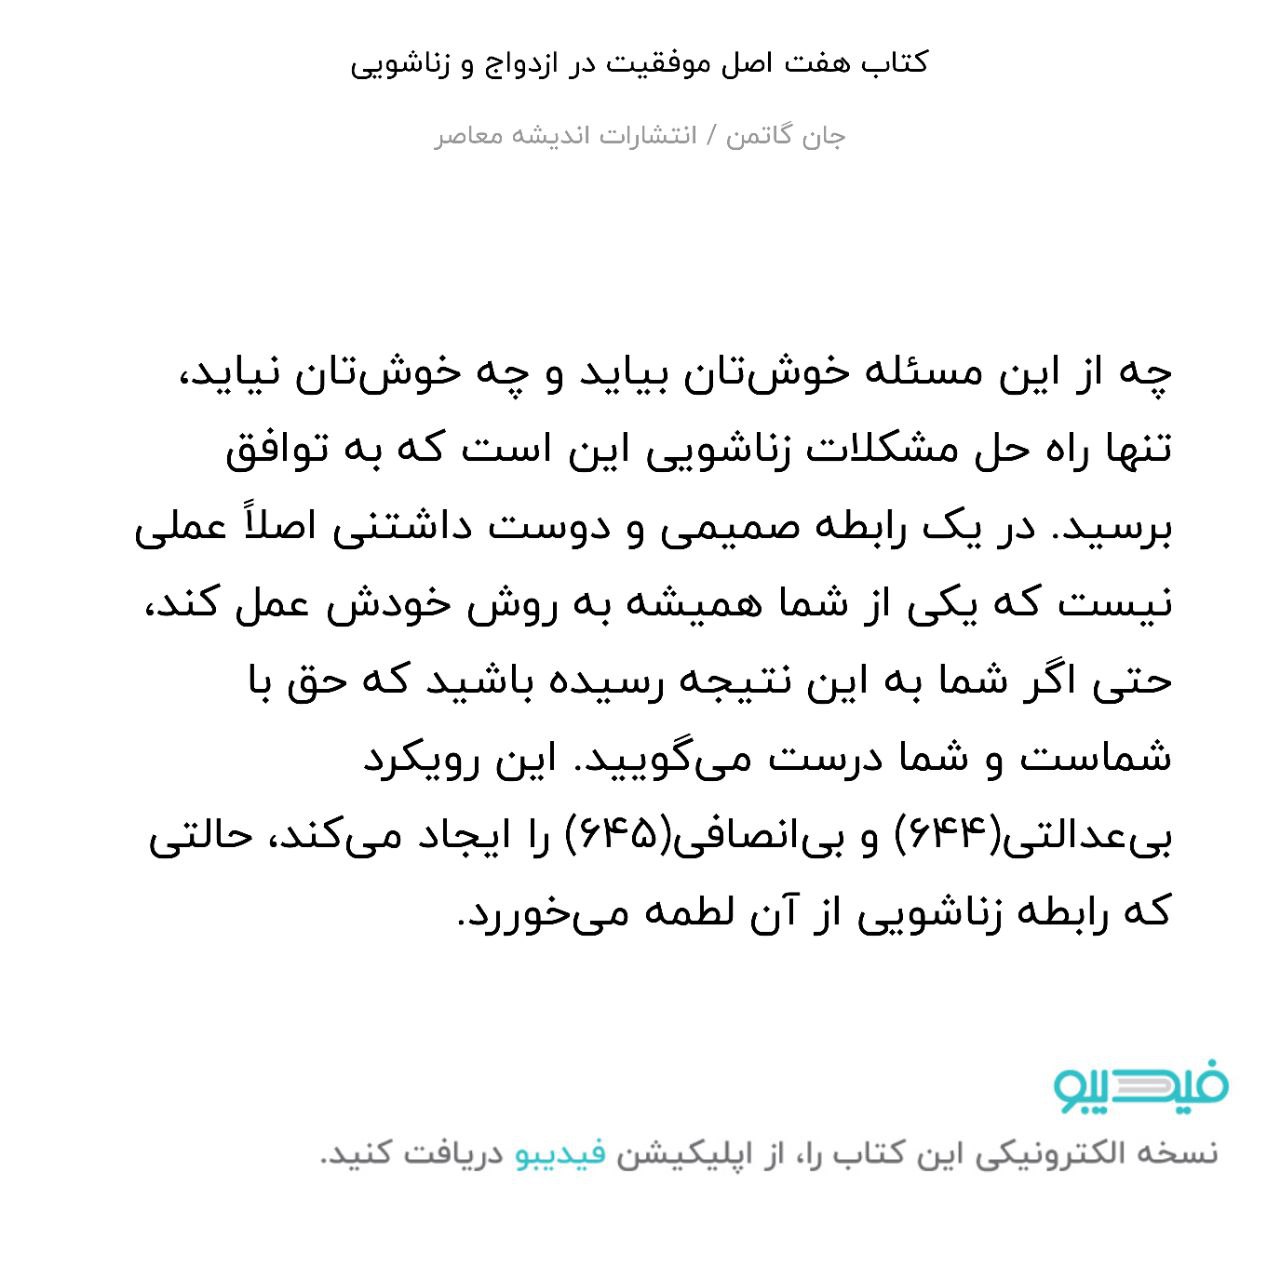 کتاب هفت اصل موفقیت در ازدواج و زناشویی
جان گاتمن / انتشارات اندیشه معاصر
چه از این مسئله خوش‌تان بیاید و چه خوش‌تان نیاید،
تنها راه حل مشکلات زناشویی این است که به توافق
برسید. در یک رابطه صمیمی و دوست داشتنی اصلاً عملی
نیست که یکی از شما همیشه به روش خودش عمل کند،
حتی اگر شما به این نتیجه رسیده باشید که حق با
شماست و شما درست می‌گویید. این رویکرد
بی‌عدالتی(۶۴۴) و بی‌انصافی(۶۴۵) را ایجاد می‌کند، حالتی
که رابطه زناشویی از آن لطمه می‌خوررد.
فیدیبو
نسخه الکترونیکی این کتاب را، از اپلیکیشن فیدیبو دریافت کنید.